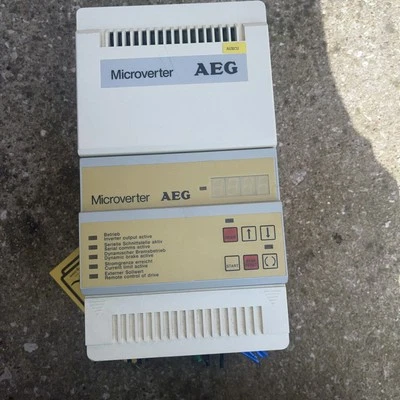 Microverter AEG
Microverter AEG
Betrieb
Inverter output active
Serielle Schnittstelle aktiv
Serial comms active
Dynamischer Bremsbetrieb
Dynamic brake active
Stromgrenze erreicht
Current limit active
Externer Sollwert
Remote control of drive
START